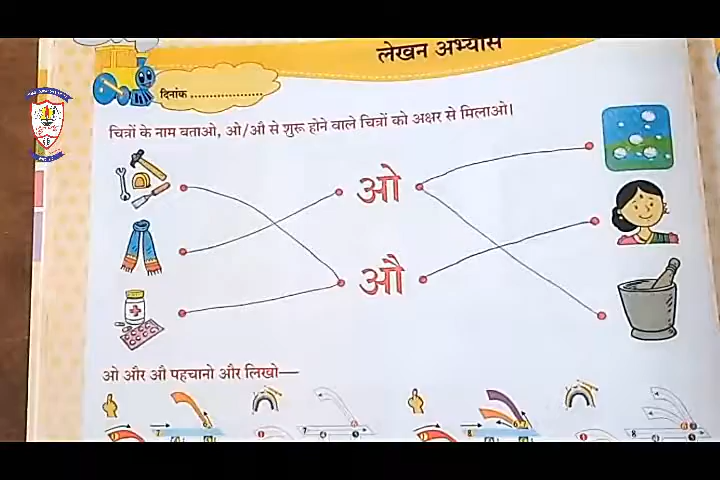 लेखन अभ्यास
दिनांक ......................
चित्रों के नाम बताओ, ओ/औ से शुरू होने वाले चित्रों को अक्षर से मिलाओ।
ओ
औ
ओ और औ पहचानो और लिखो—